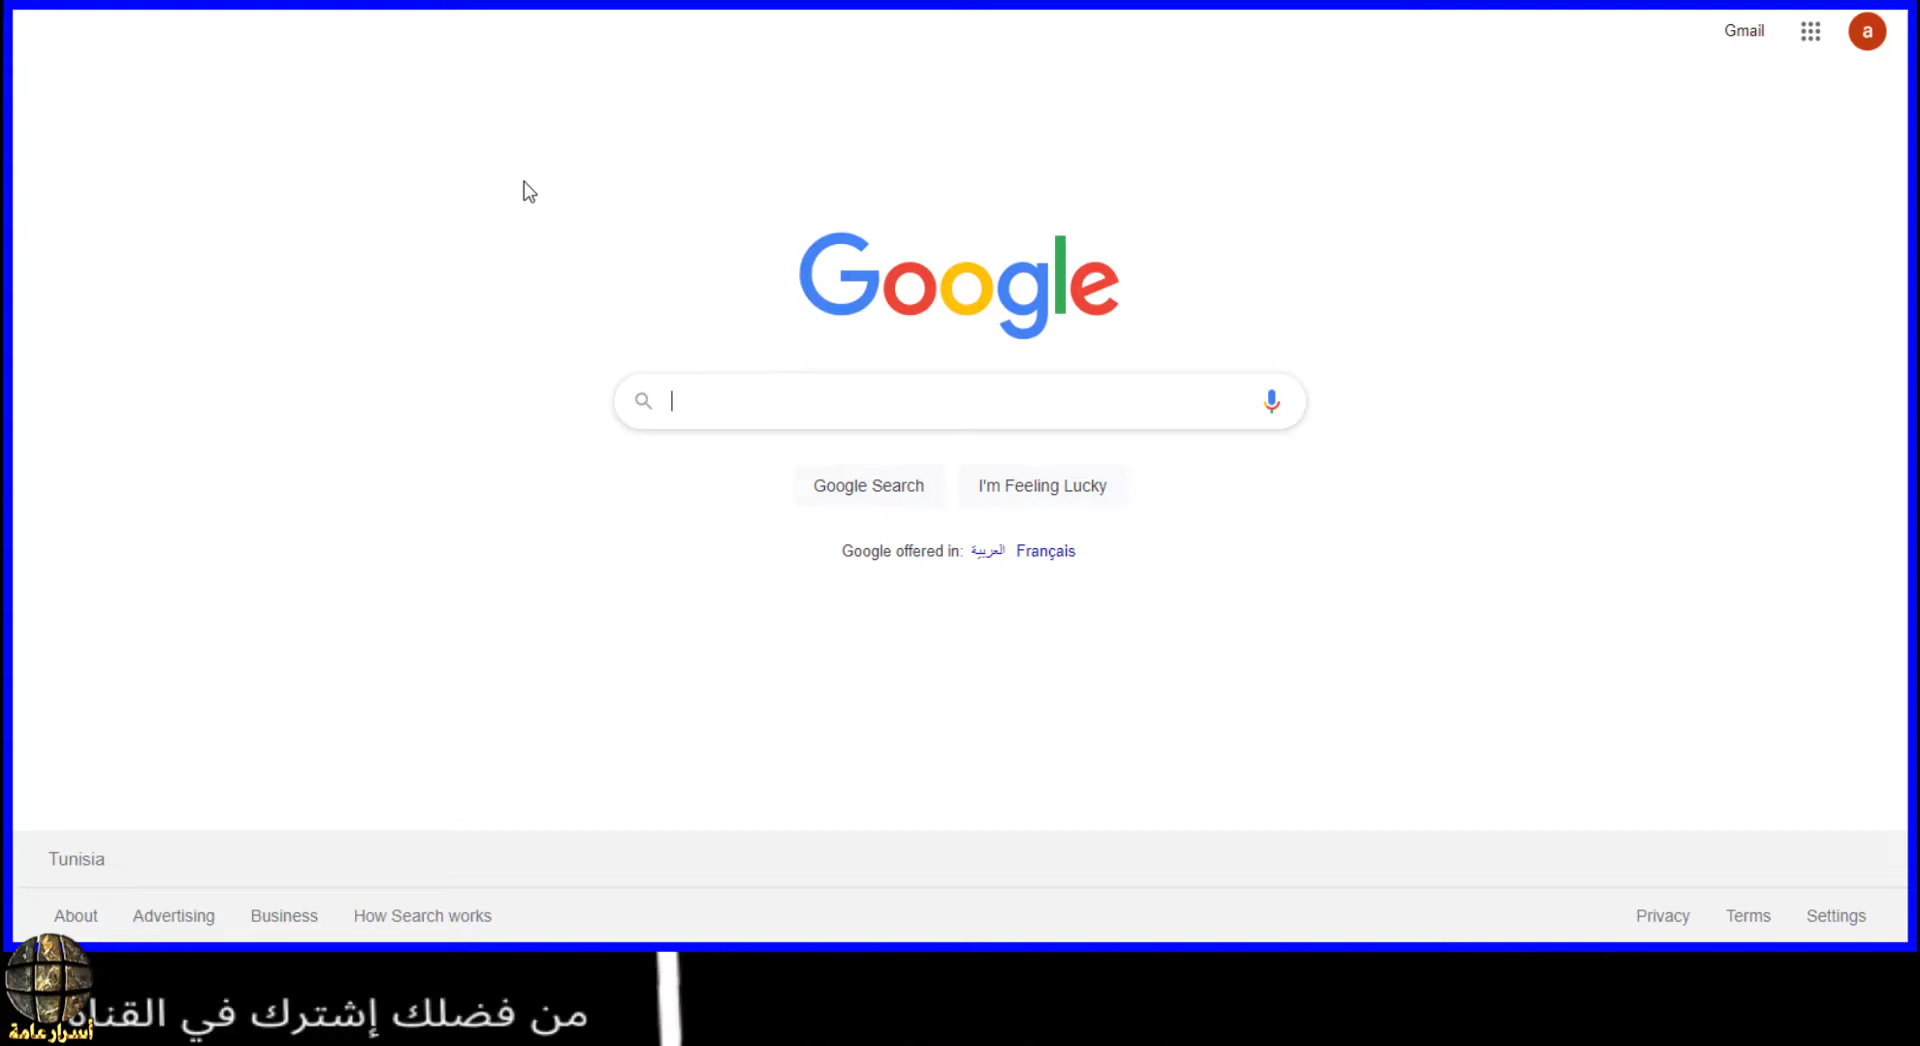 Gmail
a
Google
Google Search
I'm Feeling Lucky
Google offered in: العربية Français
Tunisia
About Advertising Business How Search works
Privacy Terms Settings
من فضلك إشترك في القناة
أسرار عامة